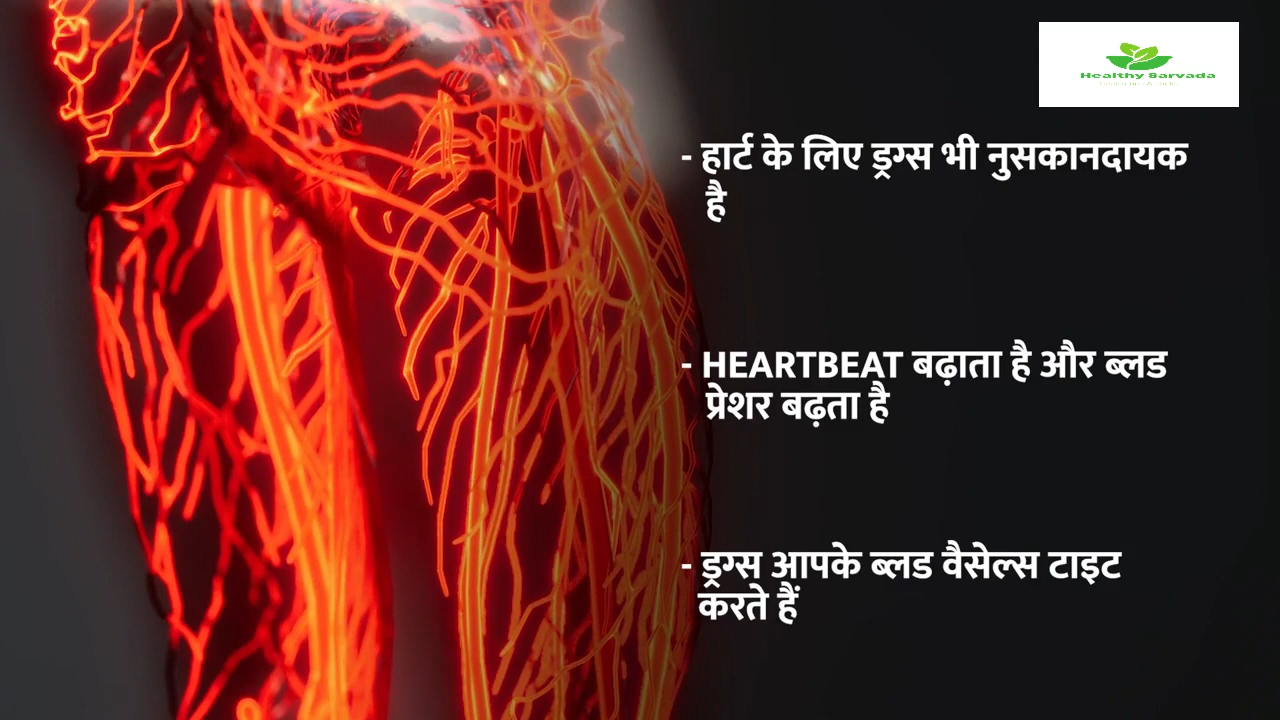 Healthy Sarvada
- हार्ट के लिए ड्रग्स भी नुसकानदायक
है
- HEARTBEAT बढ़ाता है और ब्लड
प्रेशर बढ़ता है
- ड्रग्स आपके ब्लड वैसेल्स टाइट
करते हैं